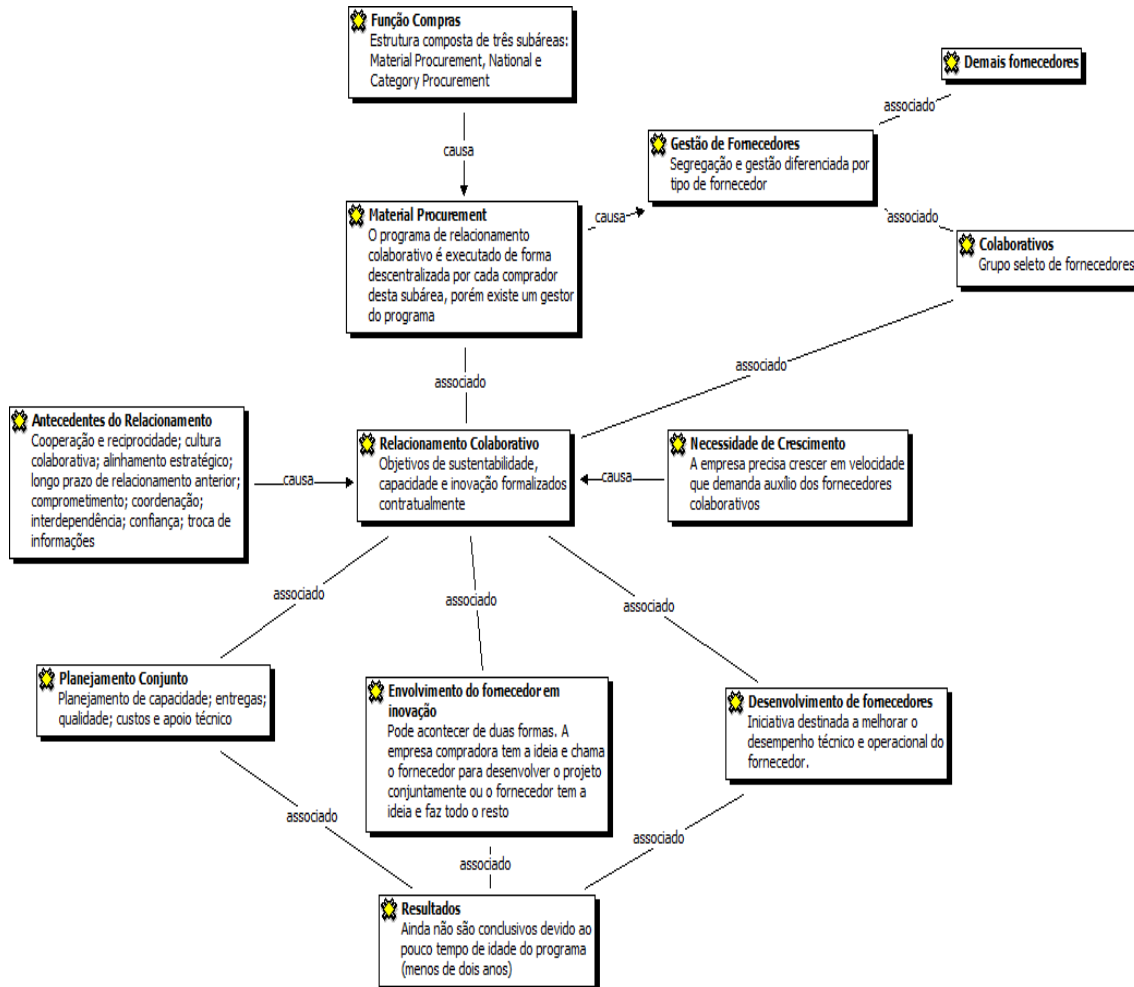 Função Compras
Estrutura composta de três subáreas:
Material Procurement, National e
Category Procurement
Demais fornecedores
associado
causa
Gestão de Fornecedores
Segregação e gestão diferenciada por
tipo de fornecedor
Material Procurement
O programa de relacionamento
colaborativo é executado de forma
descentralizada por cada comprador
desta subárea, porém existe um gestor
do programa
causa
associado
Colaborativos
Grupo seleto de fornecedores
associado
associado
Antecedentes do Relacionamento
Cooperação e reciprocidade; cultura
colaborativa; alinhamento estratégico;
longo prazo de relacionamento anterior;
comprometimento; coordenação;
interdependência; confiança; troca de
informações
causa
Relacionamento Colaborativo
Objetivos de sustentabilidade,
capacidade e inovação formalizados
contratualmente
causa
Necessidade de Crescimento
A empresa precisa crescer em velocidade
que demanda auxílio dos fornecedores
colaborativos
associado
associado
associado
Planejamento Conjunto
Planejamento de capacidade; entregas;
qualidade; custos e apoio técnico
Envolvimento do fornecedor em
inovação
Pode acontecer de duas formas. A
empresa compradora tem a ideia e chama
o fornecedor para desenvolver o projeto
conjuntamente ou o fornecedor tem a
ideia e faz todo o resto
Desenvolvimento de fornecedores
Iniciativa destinada a melhorar o
desempenho técnico e operacional do
fornecedor.
associado
associado
associado
Resultados
Ainda não são conclusivos devido ao
pouco tempo de idade do programa
(menos de dois anos)